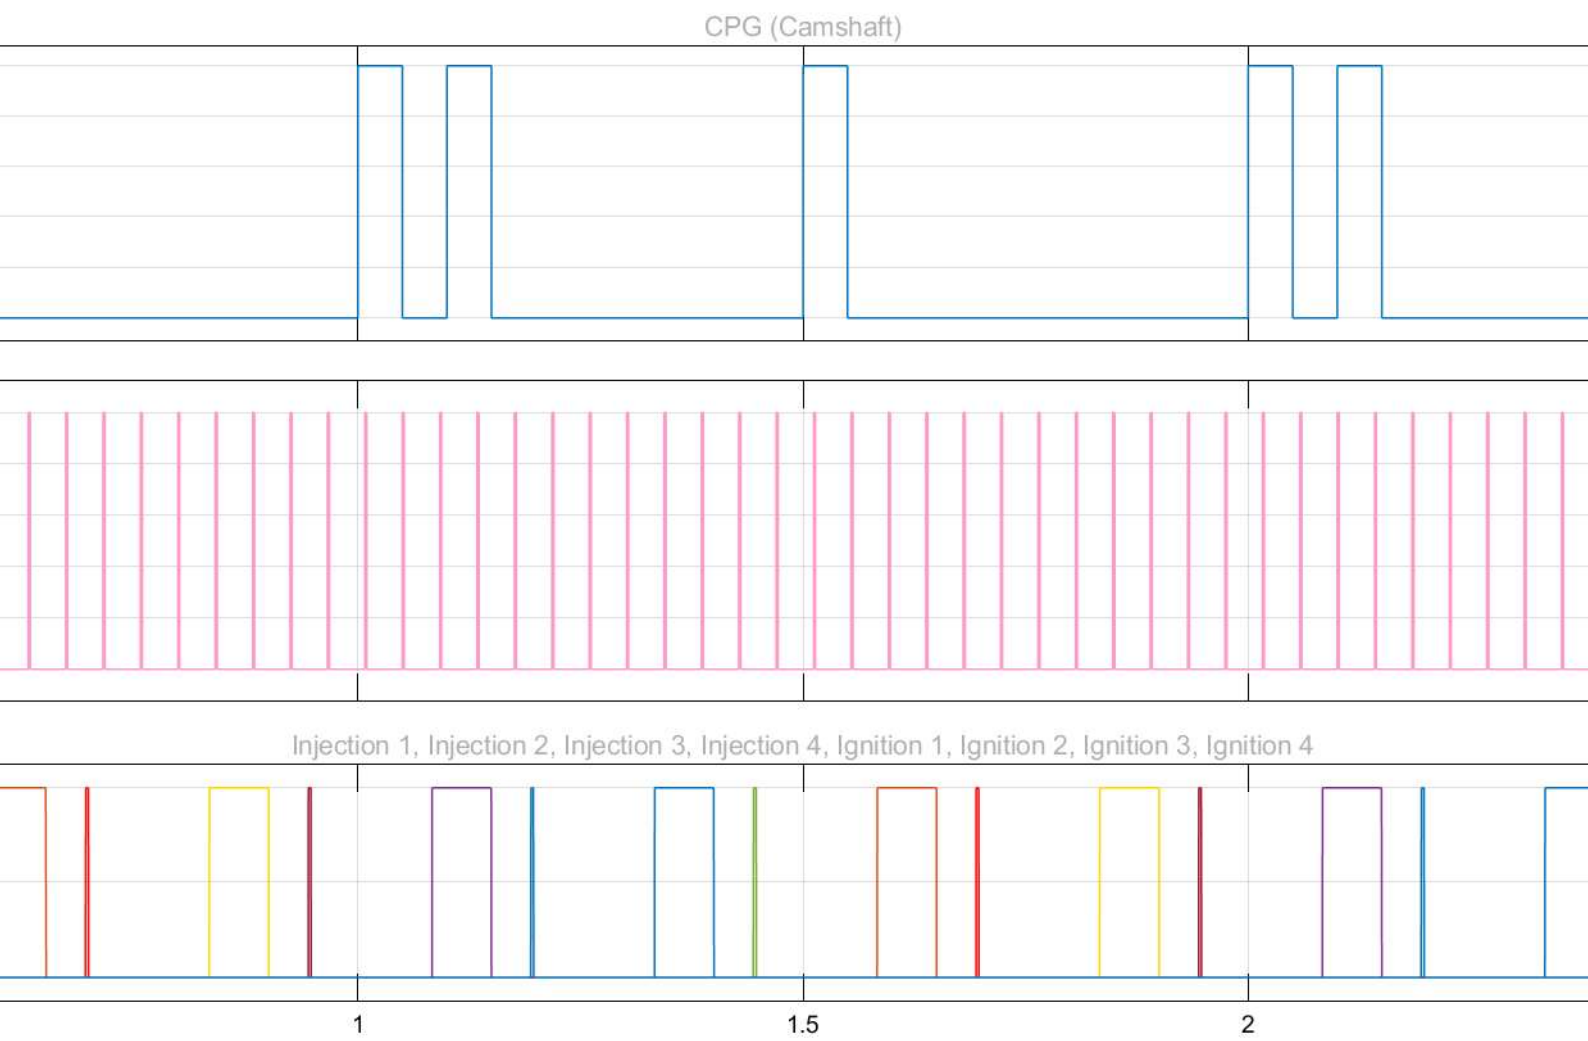 CPG (Camshaft)
Injection 1, Injection 2, Injection 3, Injection 4, Ignition 1, Ignition 2, Ignition 3, Ignition 4
1 1.5 2